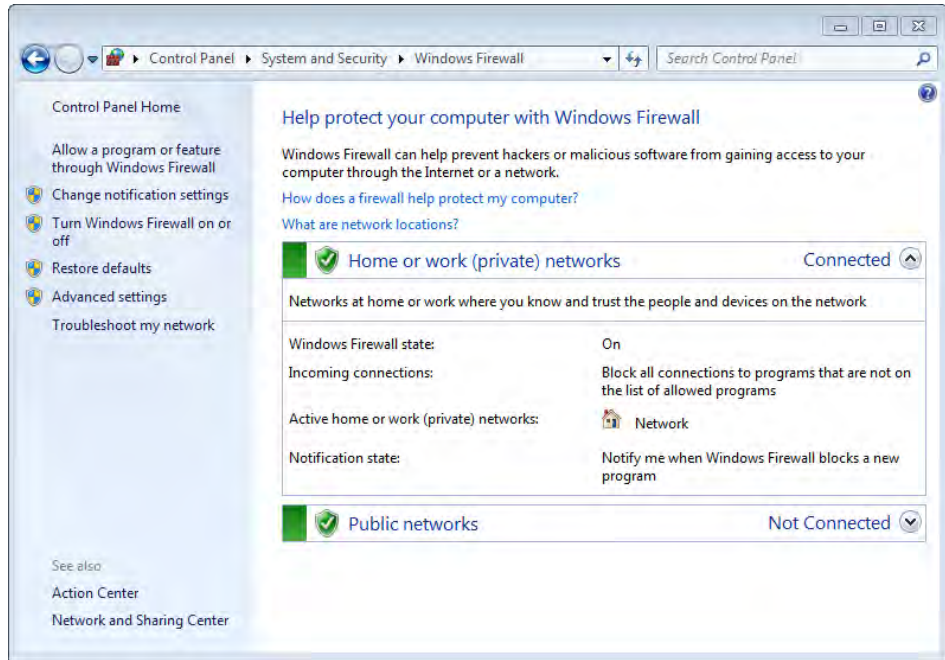 Control Panel System and Security Windows Firewall
Search Control Panel
Control Panel Home
Allow a program or feature
through Windows Firewall
Change notification settings
Turn Windows Firewall on or
off
Restore defaults
Advanced settings
Troubleshoot my network
See also
Action Center
Network and Sharing Center
Help protect your computer with Windows Firewall
Windows Firewall can help prevent hackers or malicious software from gaining access to your
computer through the Internet or a network.
How does a firewall help protect my computer?
What are network locations?
Home or work (private) networks Connected
Networks at home or work where you know and trust the people and devices on the network
Windows Firewall state: On
Incoming connections: Block all connections to programs that are not on
the list of allowed programs
Active home or work (private) networks: Network
Notification state: Notify me when Windows Firewall blocks a new
program
Public networks Not Connected